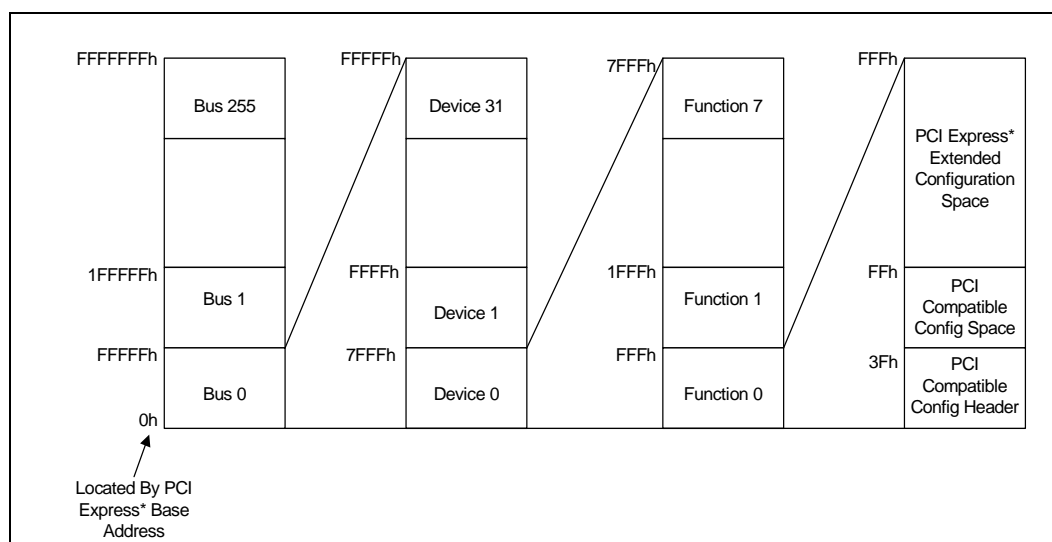 FFFFFFFh
Bus 255
1FFFFFh
Bus 1
FFFFFh
Bus 0
0h
Located By PCI
Express* Base
Address
FFFFFh
Device 31
FFFFh
Device 1
7FFFh
Device 0
7FFFh
Function 7
1FFFh
Function 1
FFFh
Function 0
FFFh
PCI Express*
Extended
Configuration
Space
FFh
PCI
Compatible
Config Space
3Fh
PCI
Compatible
Config Header